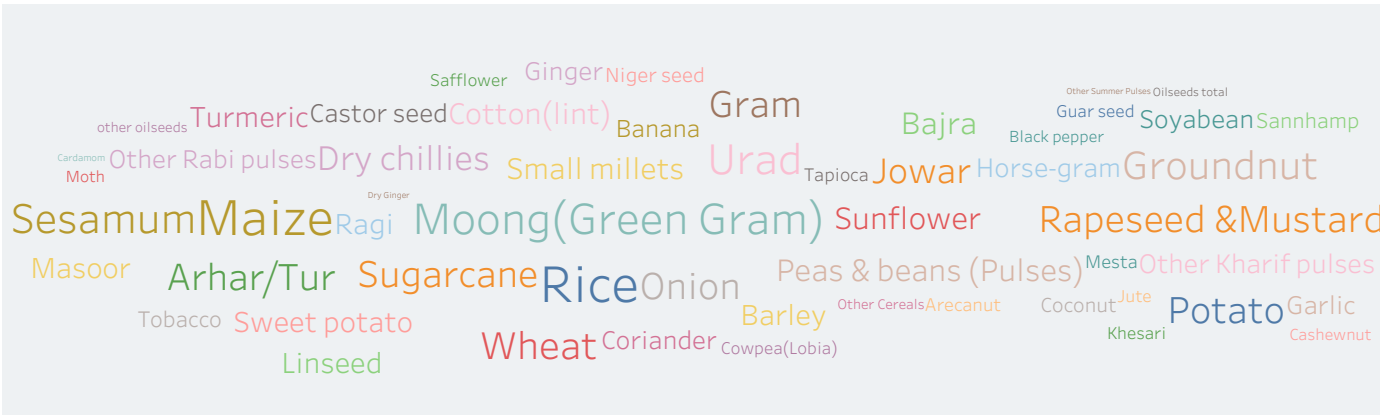 Safflower Ginger Niger seed
Other Summer Pulses Oilseeds total
other oilseeds Turmeric Castor seed Cotton(lint) Banana Gram Bajra Black pepper Guar seed Soyabean Sannhamp
Cardamom Other Rabi pulses Dry chillies Small millets Urad Tapioca Jowar Horse-gram Groundnut
Moth
Dry Ginger
Sesamum Maize Ragi Moong(Green Gram) Sunflower Rapeseed &Mustard
Masoor Arhar/Tur Sugarcane Rice Onion Peas & beans (Pulses) Mesta Other Kharif pulses
Tobacco Sweet potato Barley Other Cereals Arecanut Coconut Jute Potato Garlic
Wheat Coriander Cowpea(Lobia) Khesari Cashewnut
Linseed